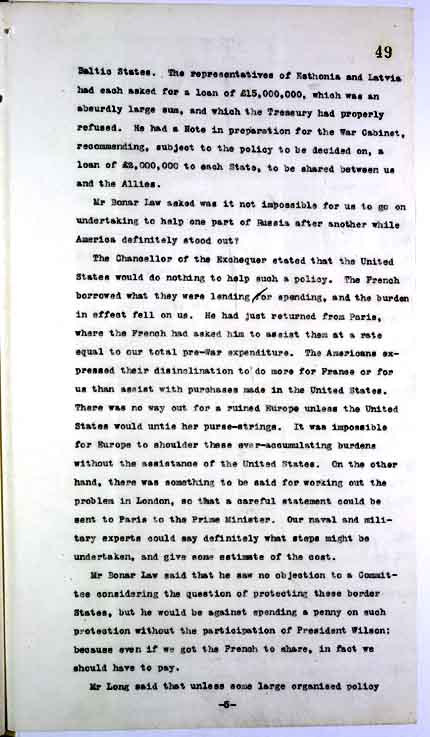 49
Baltic States. The representatives of Esthonia and Latvia
had each asked for a loan of £15,000,000, which was an
absurdly large sum, and which the Treasury had properly
refused. He had a Note in preparation for the War Cabinet,
recommending, subject to the policy to be decided on, a
loan of £2,000,000 to each State, to be shared between us
and the Allies.
Mr Bonar Law asked was it not impossible for us to go on
undertaking to help one part of Russia after another while
America definitely stood out?
The Chancellor of the Exchequer stated that the United
States would do nothing to help such a policy. The French
borrowed what they were lending/or spending, and the burden
in effect fell on us. He had just returned from Paris,
where the French had asked him to assist them at a rate
equal to our total pre-War expenditure. The Americans ex-
pressed their disinclination to do more for France or for
us than assist with purchases made in the United States.
There was no way out for a ruined Europe unless the United
States would untie her purse-strings. It was impossible
for Europe to shoulder these ever-accumulating burdens
without the assistance of the United States. On the other
hand, there was something to be said for working out the
problem in London, so that a careful statement could be
sent to Paris to the Prime Minister. Our naval and mili-
tary experts could say definitely what steps might be
undertaken, and give some estimate of the cost.
Mr Bonar Law said that he saw no objection to a Committ-
tee considering the question of protecting these border
States, but he would be against spending a penny on such
protection without the participation of President Wilson;
because even if we got the French to share, in fact we
should have to pay.
Mr Long said that unless some large organised policy
-5-